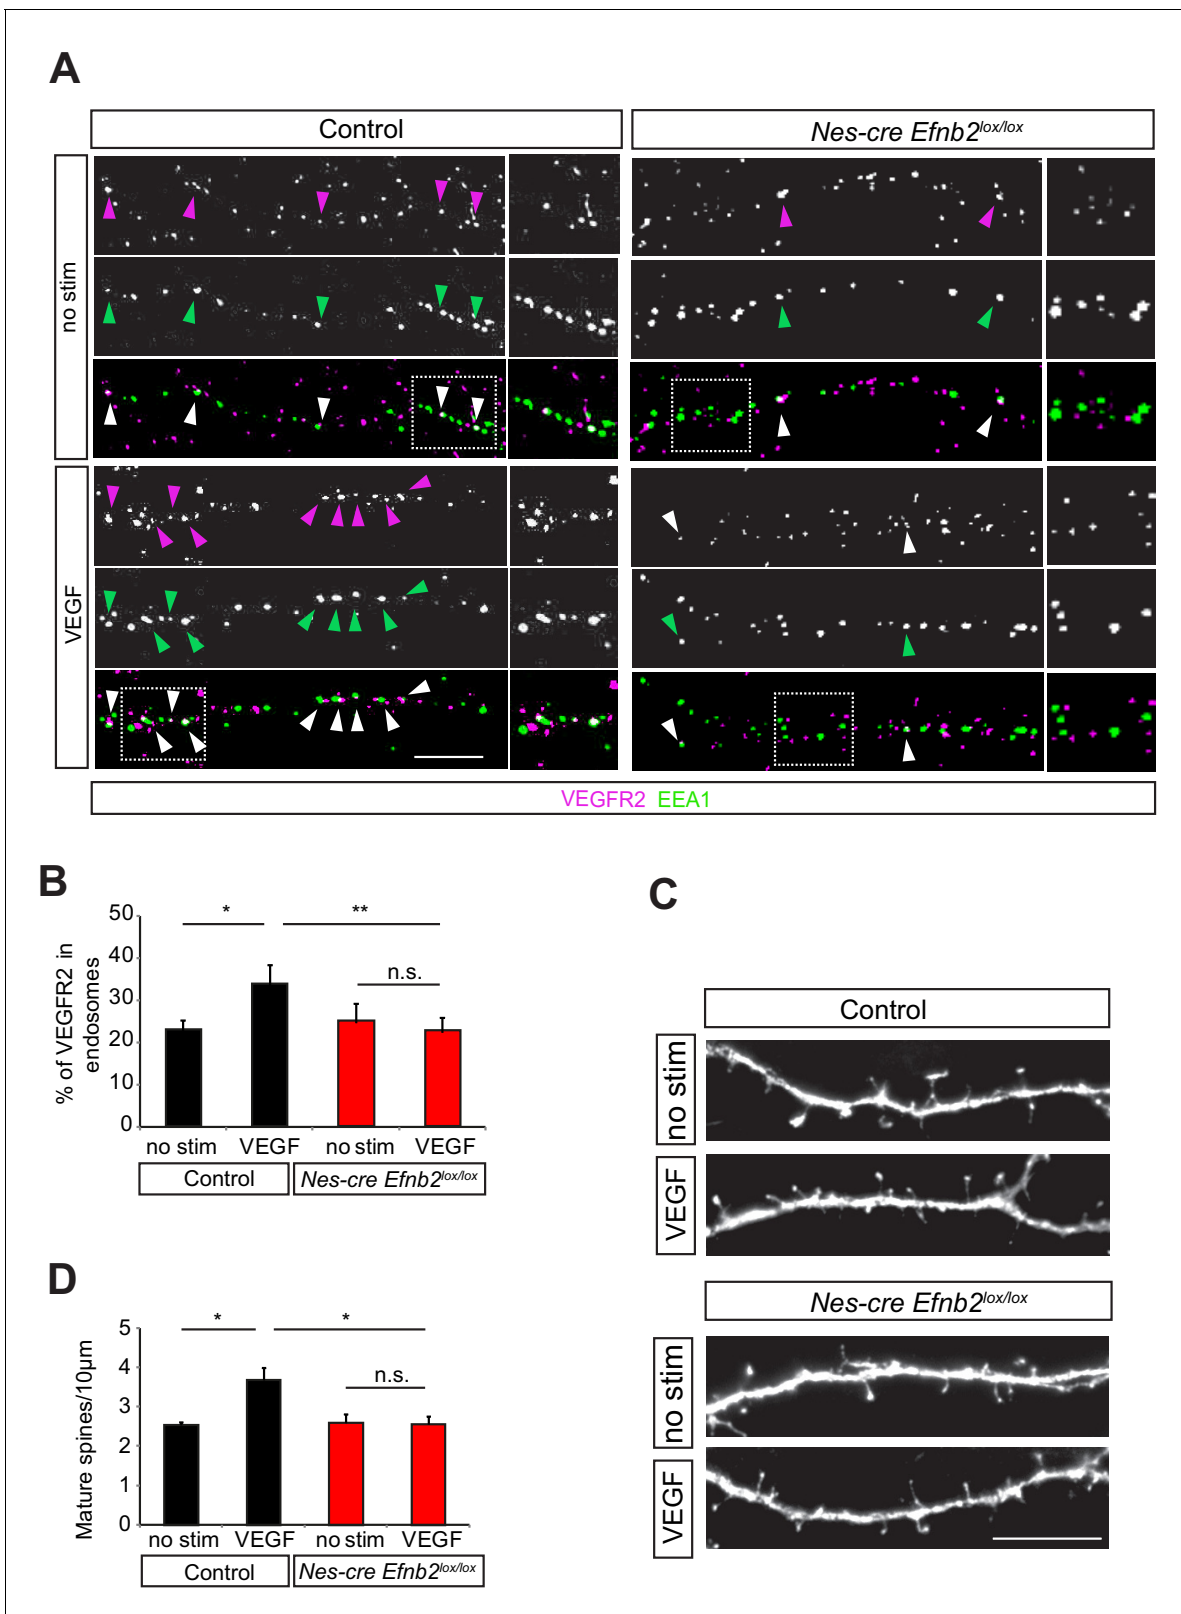 A
Control
Nes-cre Efnb2lox/lox
no stim
VEGF
VEGFR2 EEA1
B
% of VEGFR2 in
endosomes
50
40
30
20
10
0
*
**
n.s.
no stim
VEGF
no stim
VEGF
Control
Nes-cre Efnb2lox/lox
C
Control
no stim
VEGF
Nes-cre Efnb2lox/lox
no stim
VEGF
D
Mature spines/10µm
5
4
3
2
1
0
*
*
n.s.
no stim
VEGF
no stim
VEGF
Control
Nes-cre Efnb2lox/lox